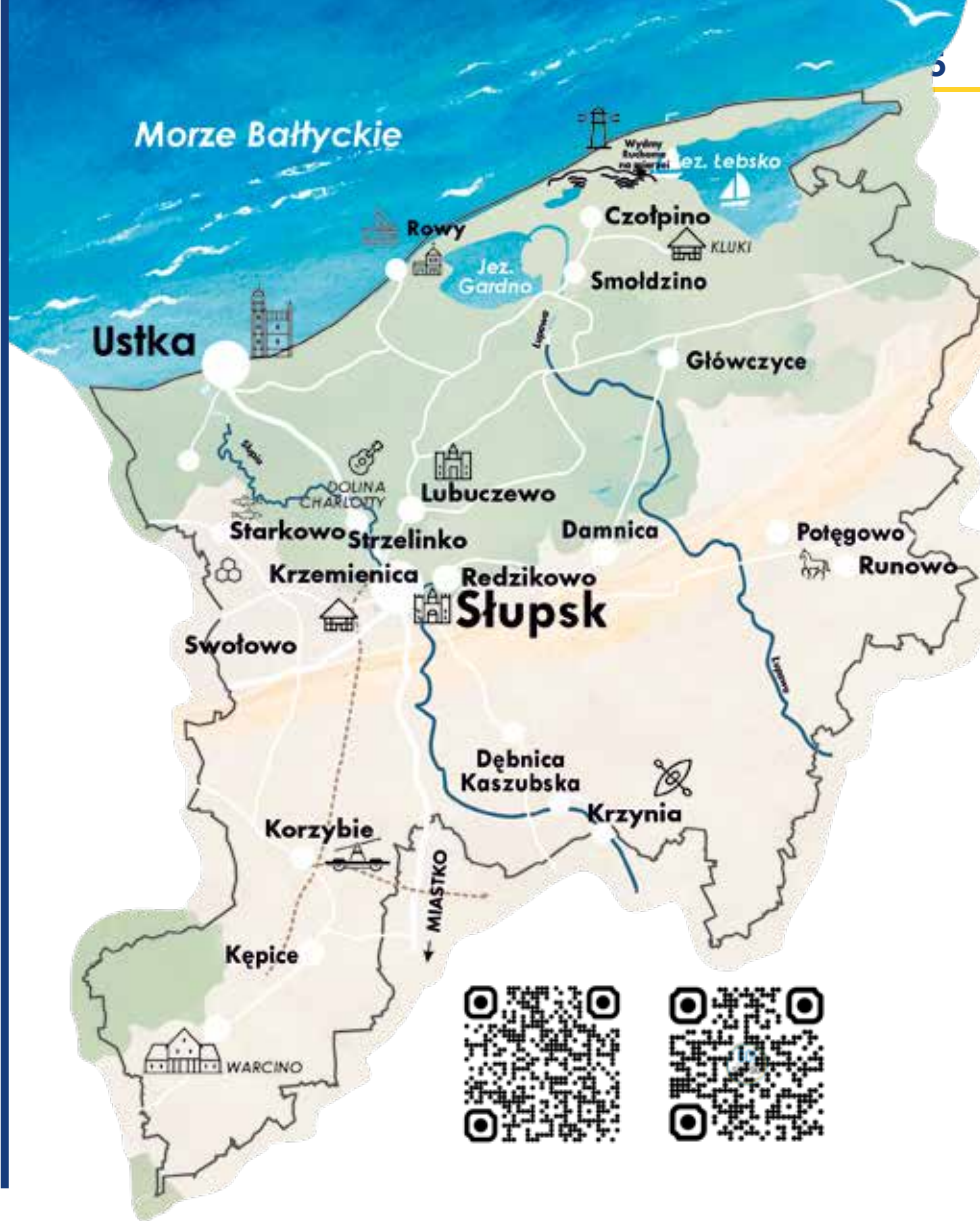 Morze Bałtyckie
Wydmy
Ruchome
na mierzei
Jez. Łebsko
Czołpino
Rowy
KLUKI
Jez.
Gardno
Smołdzino
Ustka
Łupawa
Główczyce
Słupia
DOLINA
CHARLOTTY
Lubuczewo
Starkowo
Strzelinko
Damnica
Potęgowo
Runowo
Krzemienica
Redzikowo
Słupsk
Swołowo
Łupawa
Dębnica
Kaszubska
Krzynia
Korzybie
MIASTKO
Kępice
WARCINO